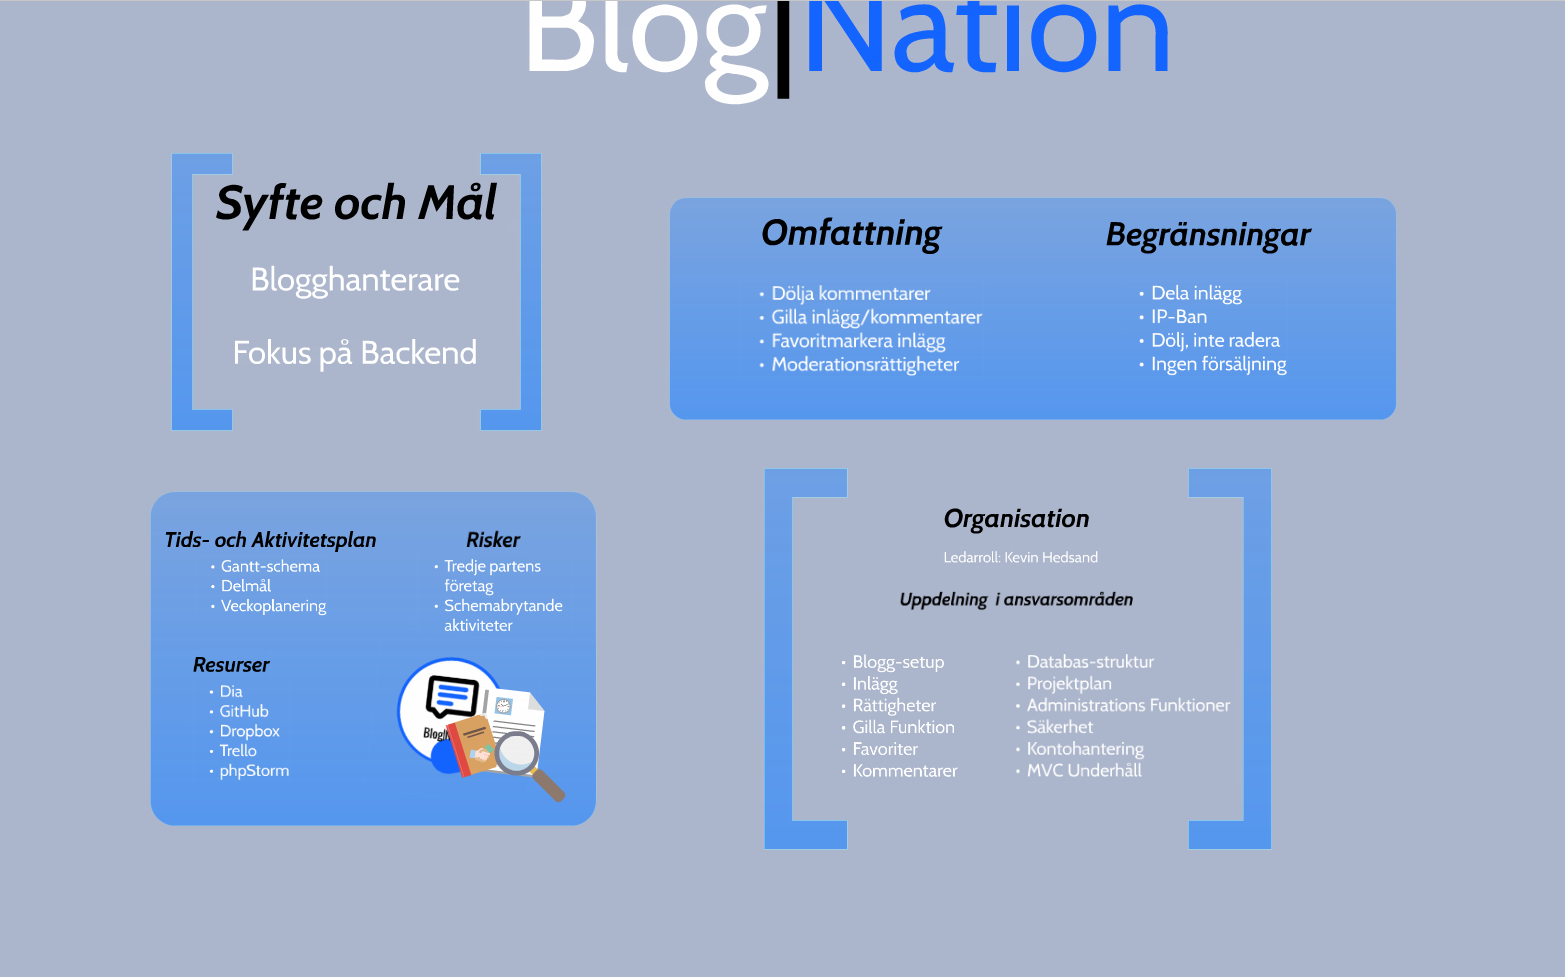 Blog|Nation
Syfte och Mål
Blogghanterare
Fokus på Backend
Omfattning
• Dölja kommentarer
• Gilla inlägg/kommentarer
• Favoritmarkera inlägg
• Moderationsrättigheter
Begränsningar
• Dela inlägg
• IP-Ban
• Dölj, inte radera
• Ingen försäljning
Tids- och Aktivitetsplan
• Gantt-schema
• Delmål
• Veckoplanering
Risker
• Tredje partens
företag
• Schemabrytande
aktiviteter
Resurser
• Dia
• GitHub
• Dropbox
• Trello
• phpStorm
Organisation
Ledarroll: Kevin Hedsand
Uppdelning i ansvarsområden
• Blogg-setup
• Inlägg
• Rättigheter
• Gilla Funktion
• Favoriter
• Kommentarer
• Databas-struktur
• Projektplan
• Administrations Funktioner
• Säkerhet
• Kontohantering
• MVC Underhåll